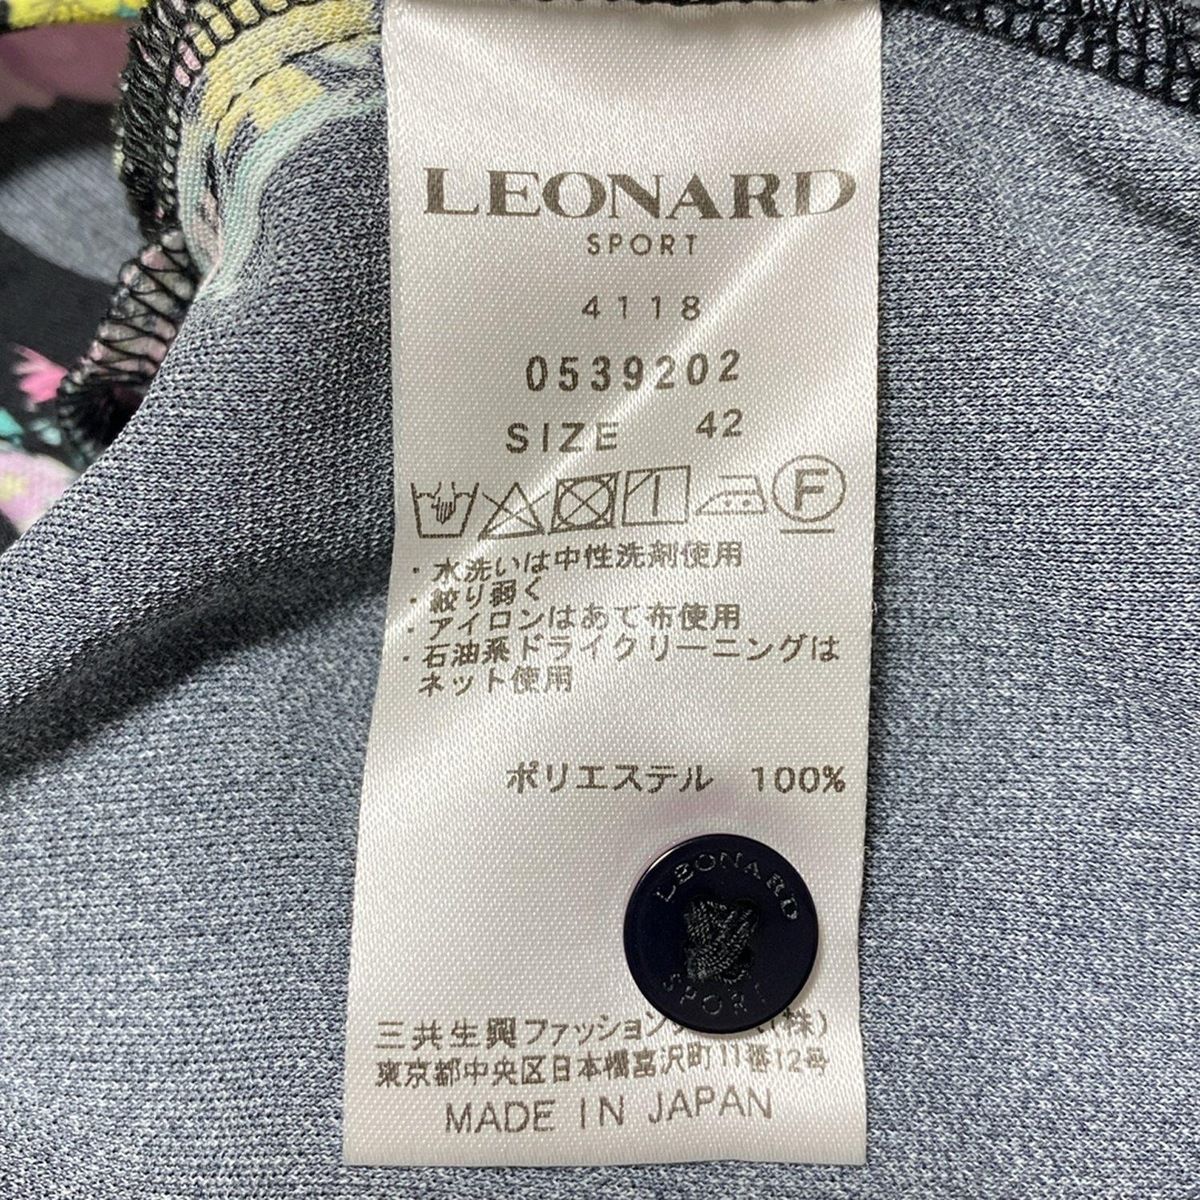 LEONARD
SPORT
4118
0539202
SIZE 42
F
・水洗いは中性洗剤使用
・絞り弱く
・アイロンはあて布使用
・石油系ドライクリーニングは
ネット使用
ポリエステル 100%
LEONARD
SPORT
三共生興ファッション (株)
東京都中央区日本橋富沢町11番12号
MADE IN JAPAN